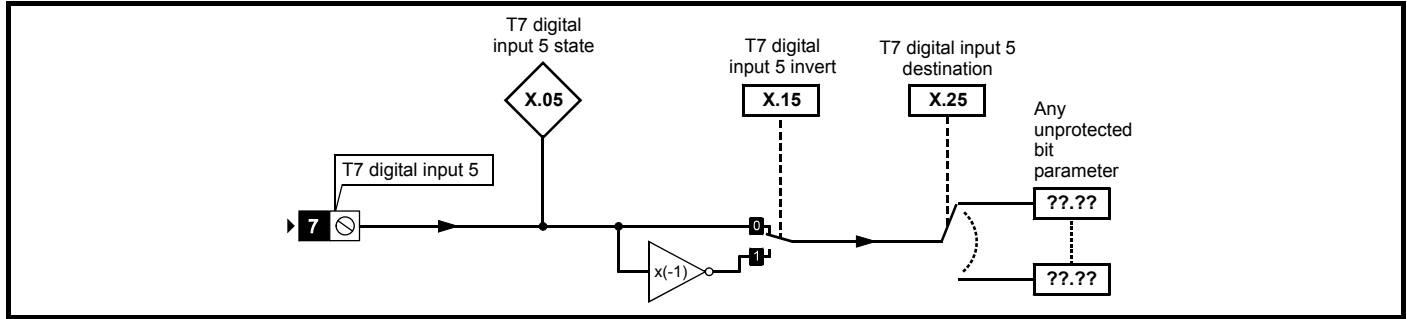 T7 digital
input 5 state
X.05
T7 digital
input 5 invert
X.15
T7 digital input 5
destination
X.25
Any
unprotected
bit
parameter
T7 digital input 5
??.??
7
0
1
x(-1)
??.??